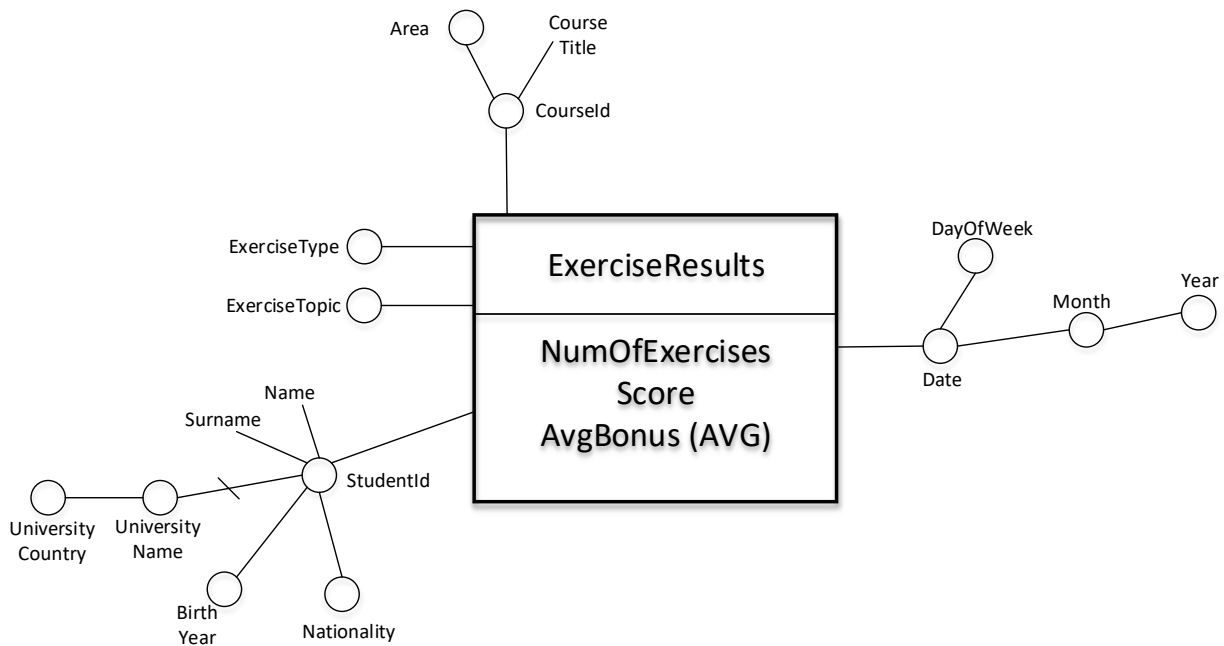 Area
Course
Title
CourseId
ExerciseType
ExerciseTopic
ExerciseResults
NumOfExercises
Score
AvgBonus (AVG)
DayOfWeek
Year
Month
Date
Name
Surname
StudentId
University
Country
University
Name
Birth
Year
Nationality